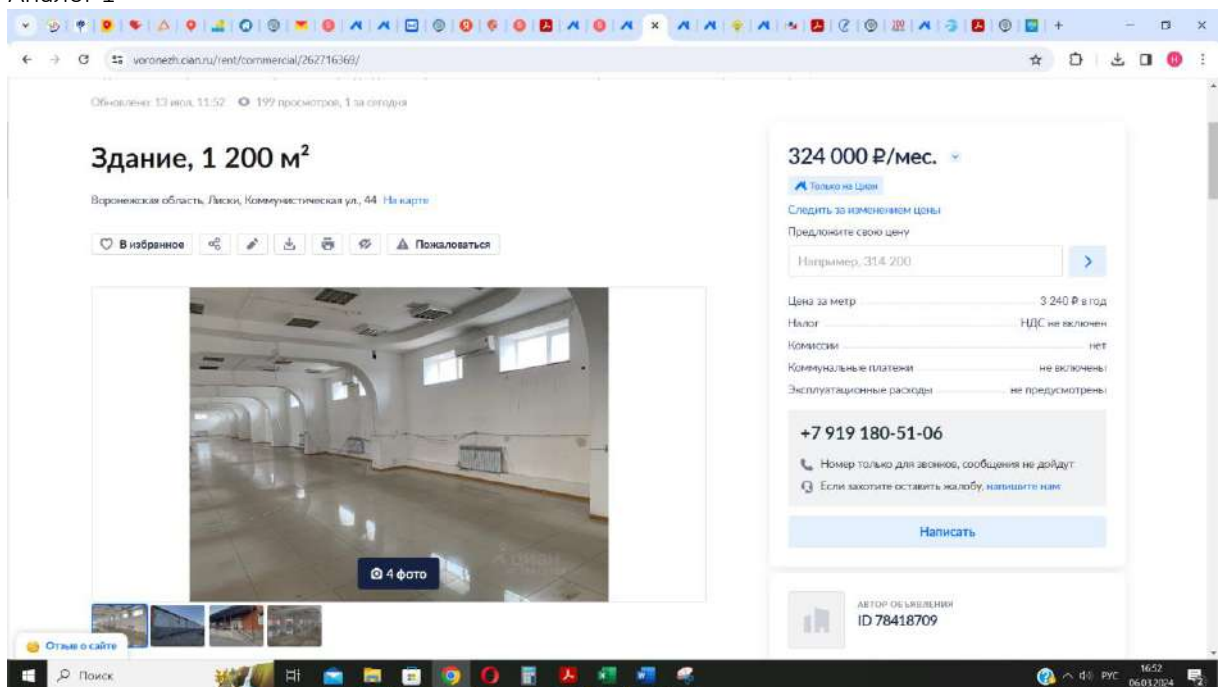 Аналог 1
voronezh.cian.ru/rent/commercial/262716369/
Обновлено: 13 июл, 11:52 199 просмотров, 1 за сегодня
Здание, 1 200 м²
Воронежская область, Лиски, Коммунистическая ул., 44 На карте
В избранное
Пожаловаться
4 фото
324 000 ₽/мес.
Только на Циан
Следить за изменением цены
Предложите свою цену
Например, 314 200
Цена за метр 3 240 ₽ в год
Налог НДС не включен
Комиссии нет
Коммунальные платежи не включены
Эксплуатационные расходы не предусмотрены
+7 919 180-51-06
Номер только для звонков, сообщения не дойдут
Если захотите оставить жалобу, напишите нам
Написать
АВТОР ОБЪЯВЛЕНИЯ
ID 78418709
Отзыв о сайте
Поиск
РУС
16:52
06.03.2024